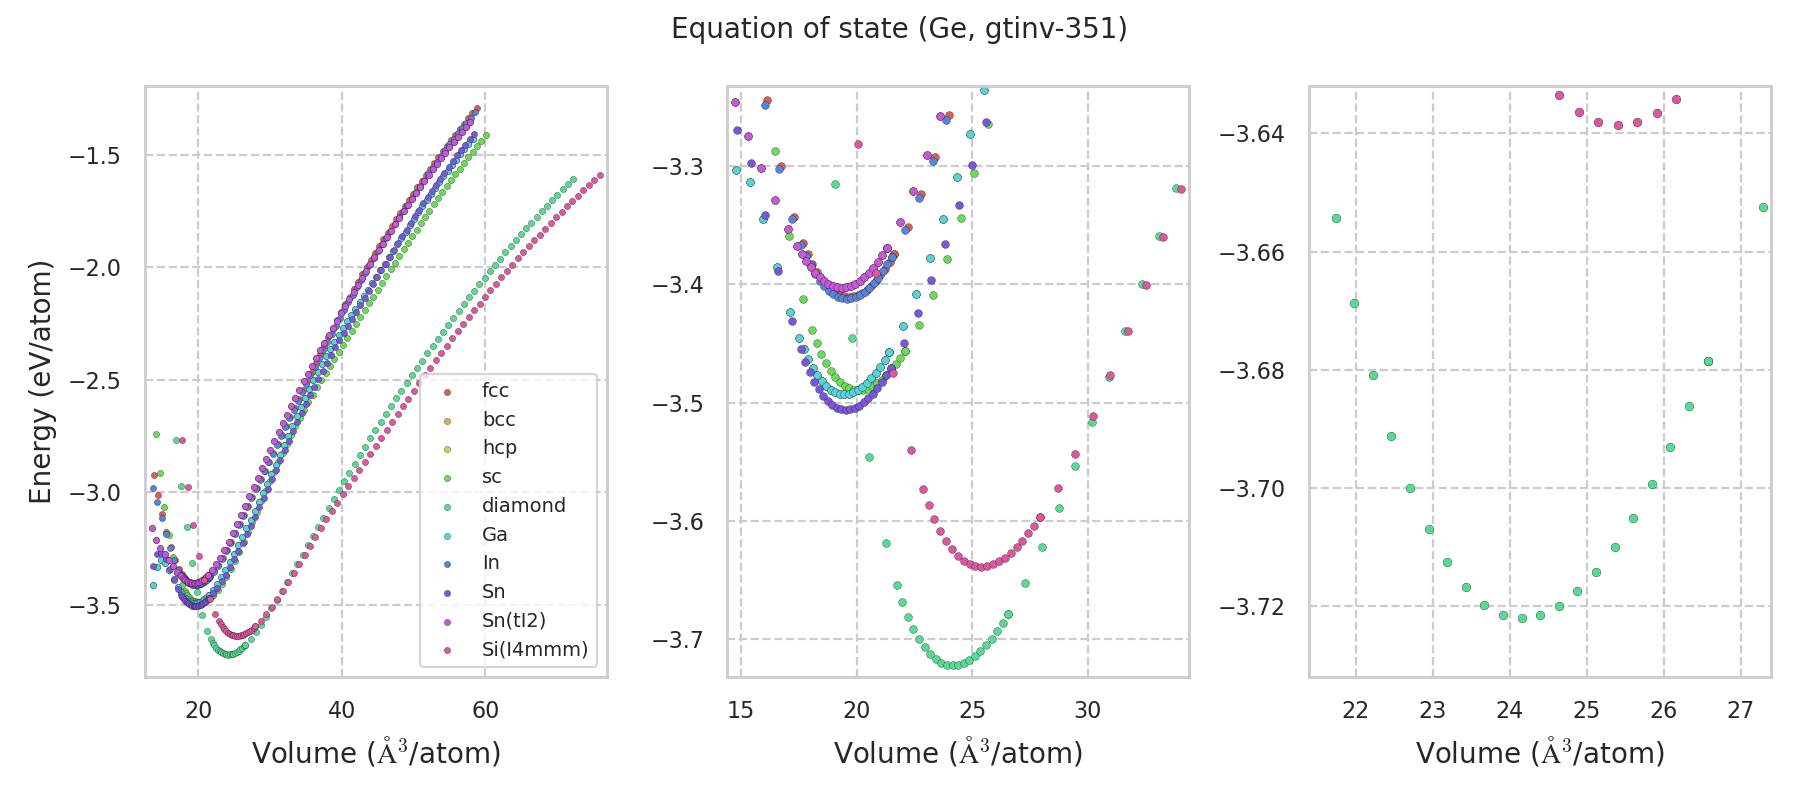 Equation of state (Ge, gtinv-351)
Energy (eV/atom)
−1.5
−2.0
−2.5
−3.0
−3.5
20 40 60
Volume (Å³/atom)
fcc
bcc
hcp
sc
diamond
Ga
In
Sn
Sn(tI2)
Si(I4mmm)
−3.3
−3.4
−3.5
−3.6
−3.7
15 20 25 30
Volume (Å³/atom)
−3.64
−3.66
−3.68
−3.70
−3.72
22 23 24 25 26 27
Volume (Å³/atom)